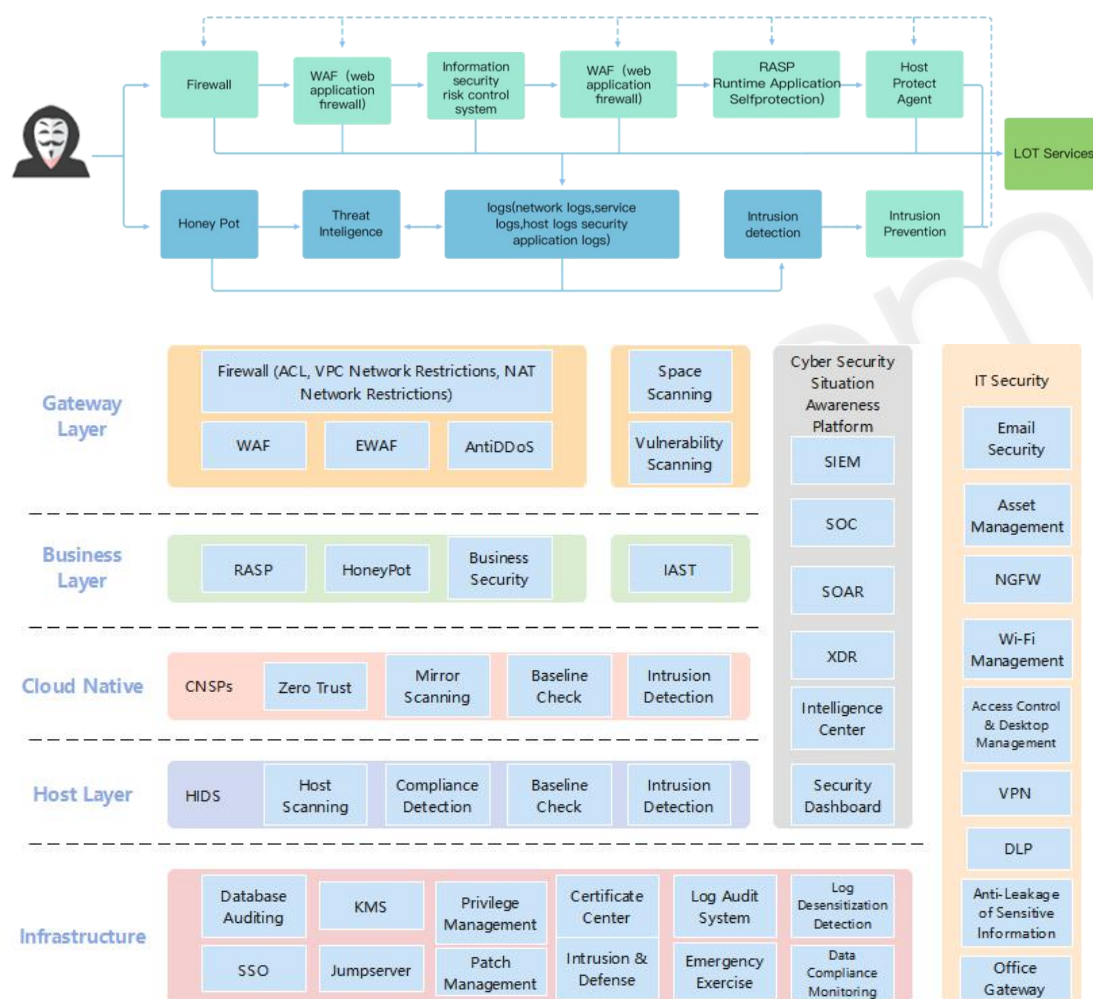 Firewall
WAF（web
application
firewall)
Information
security
risk control
system
WAF（web
application
firewall)
RASP
Runtime Application
Selfprotection)
Host
Protect
Agent
LOT Services
Honey Pot
Threat
Inteligence
logs(network logs,service
logs,host logs security
application logs)
Intrusion
detection
Intrusion
Prevention
Gateway
Layer
Firewall (ACL, VPC Network Restrictions, NAT
Network Restrictions)
WAF
EWAF
AntiDDoS
Space
Scanning
Vulnerability
Scanning
Business
Layer
RASP
HoneyPot
Business
Security
IAST
Cloud Native
CNSPs
Zero Trust
Mirror
Scanning
Baseline
Check
Intrusion
Detection
Host Layer
HIDS
Host
Scanning
Compliance
Detection
Baseline
Check
Intrusion
Detection
Cyber Security
Situation
Awareness
Platform
SIEM
SOC
SOAR
XDR
Intelligence
Center
Security
Dashboard
IT Security
Email
Security
Asset
Management
NGFW
Wi-Fi
Management
Access Control
& Desktop
Management
VPN
DLP
Anti-Leakage
of Sensitive
Information
Office
Gateway
Infrastructure
Database
Auditing
KMS
Privilege
Management
Certificate
Center
Log Audit
System
Log
Desensitization
Detection
SSO
Jumpserver
Patch
Management
Intrusion &
Defense
Emergency
Exercise
Data
Compliance
Monitoring